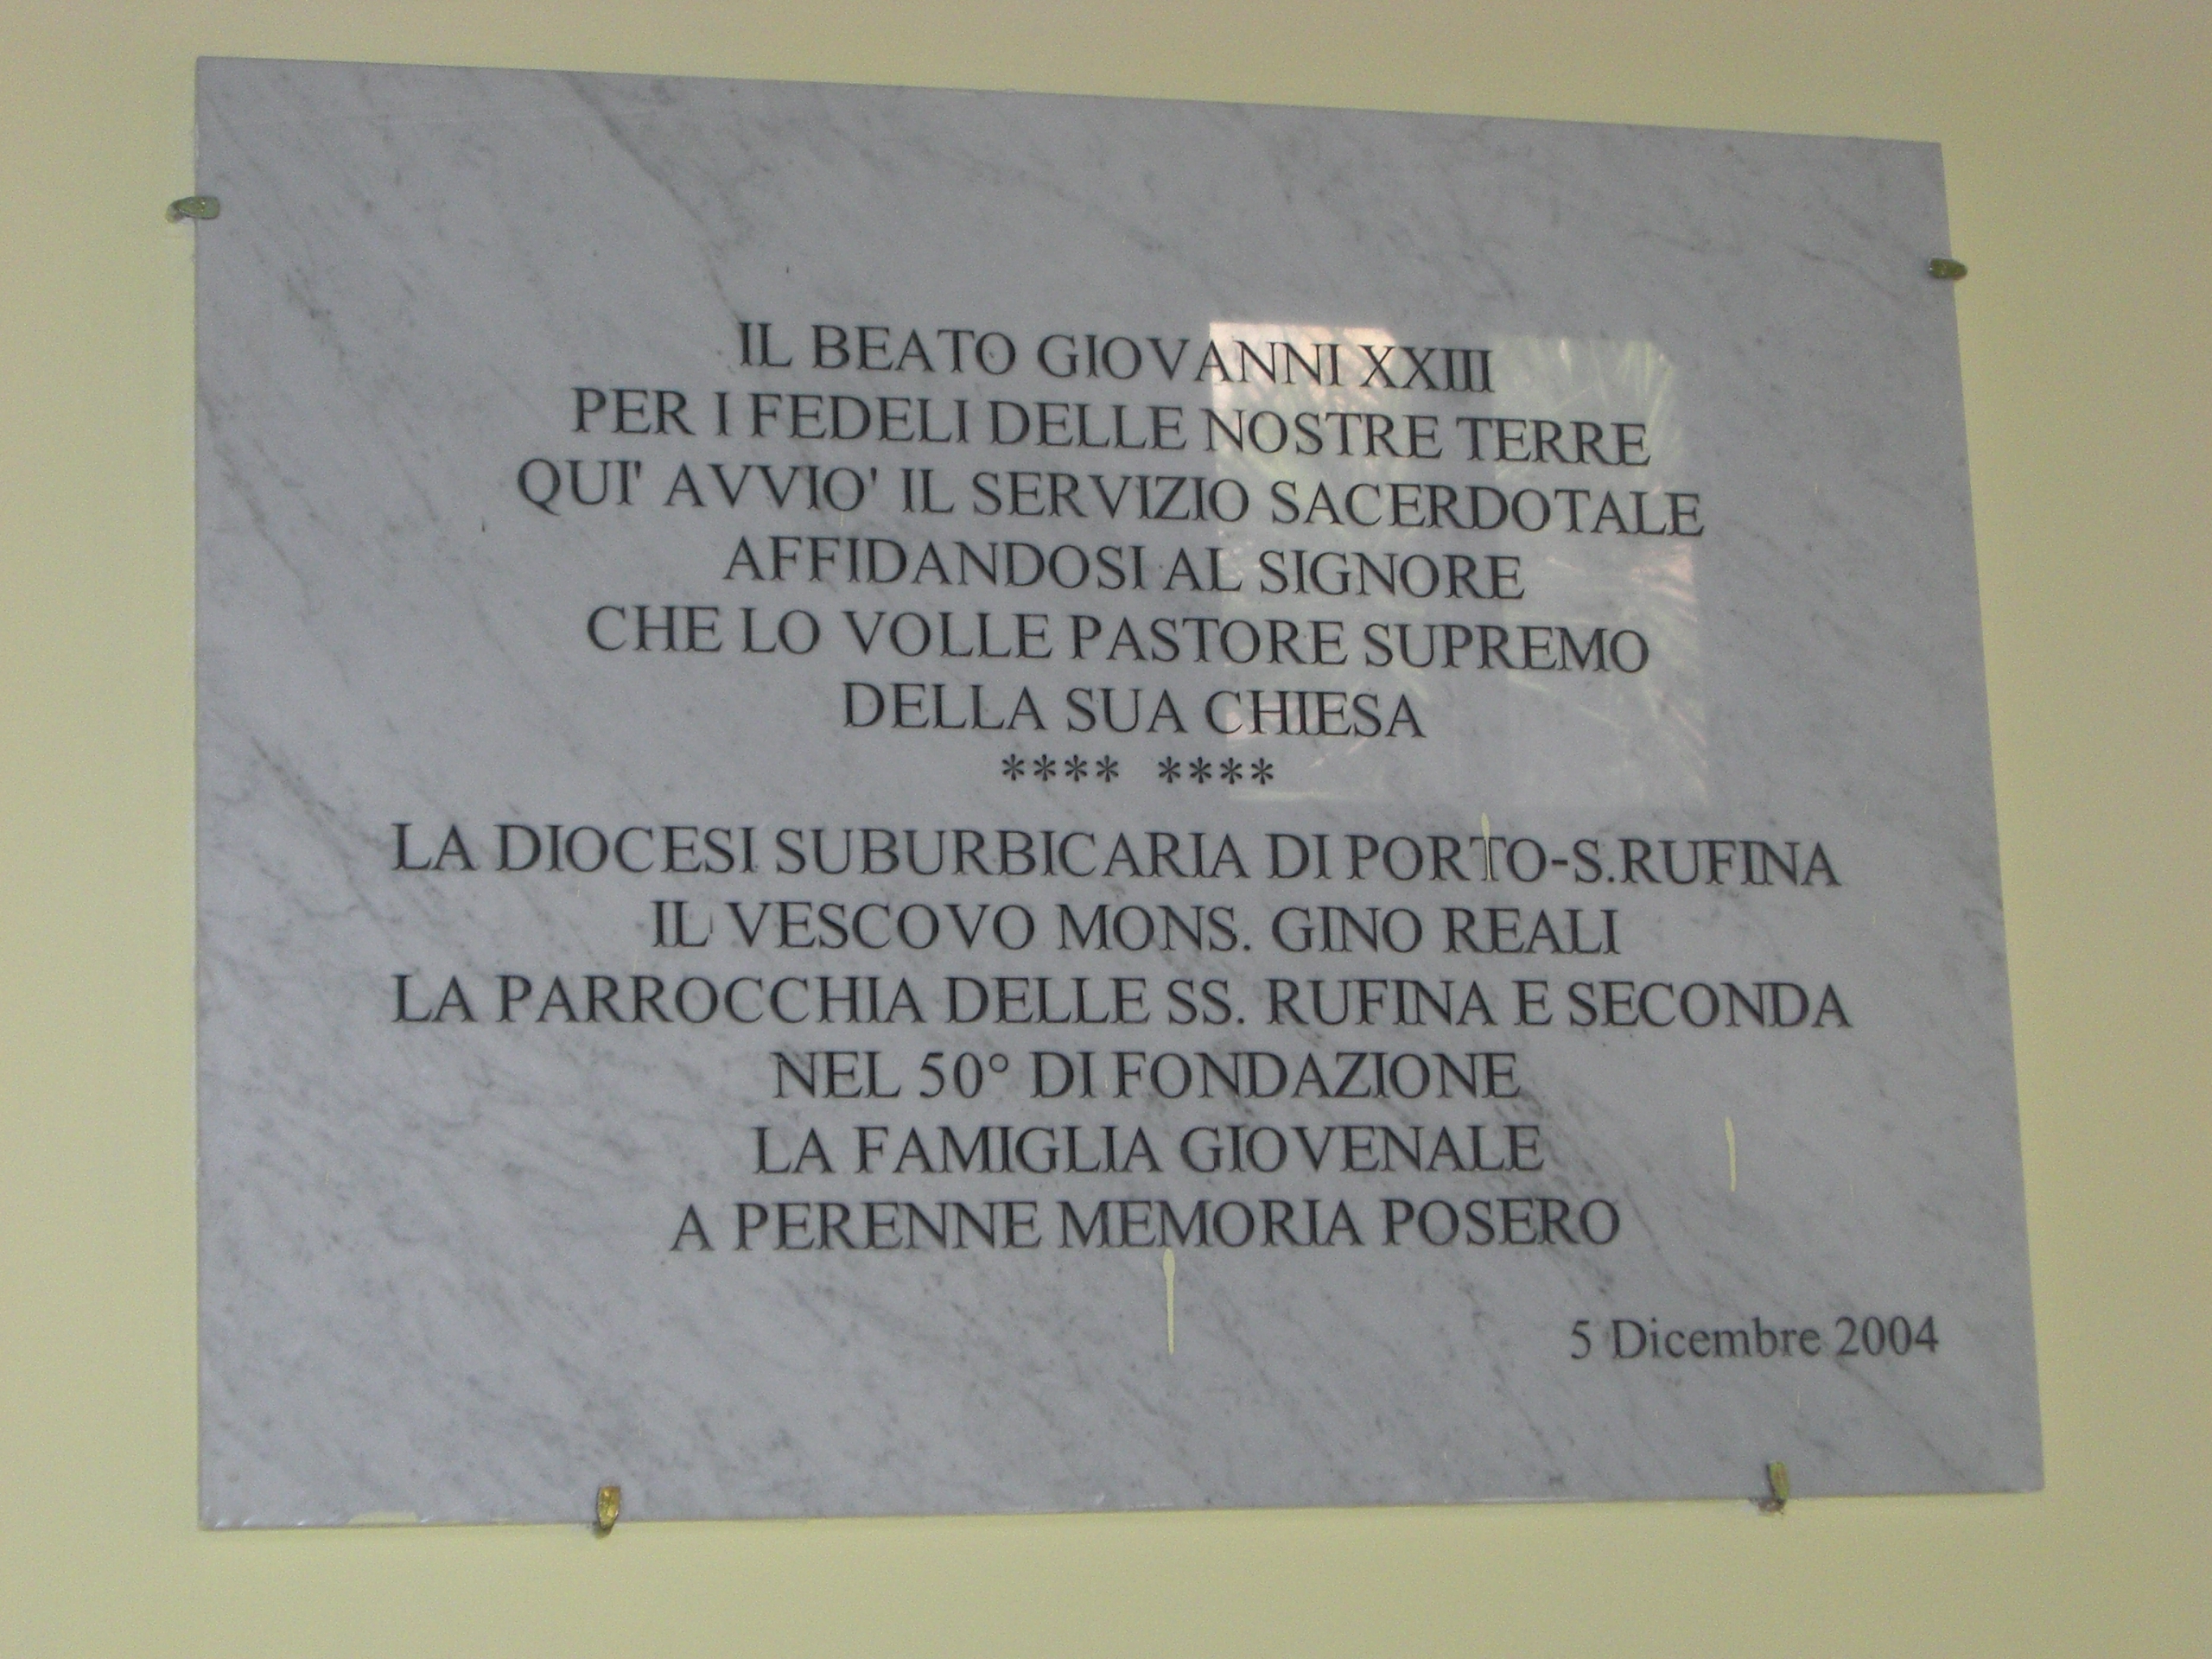 IL BEATO GIOVANNI XXIII
PER I FEDELI DELLE NOSTRE TERRE
QUI' AVVIO' IL SERVIZIO SACERDOTALE
AFFIDANDOSI AL SIGNORE
CHE LO VOLLE PASTORE SUPREMO
DELLA SUA CHIESA
**** ****
LA DIOCESI SUBURBICARIA DI PORTO-S.RUFINA
IL VESCOVO MONS. GINO REALI
LA PARROCCHIA DELLE SS. RUFINA E SECONDA
NEL 50° DI FONDAZIONE
LA FAMIGLIA GIOVENALE
A PERENNE MEMORIA POSERO
5 Dicembre 2004